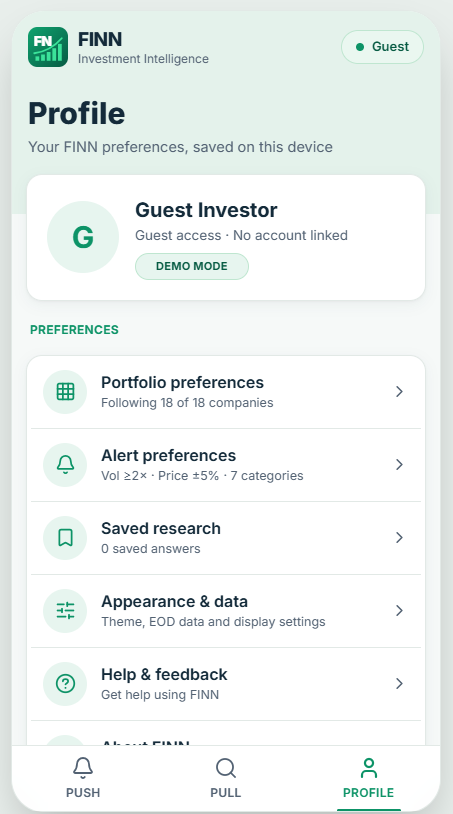 FN
FINN
Investment Intelligence
Guest
Profile
Your FINN preferences, saved on this device
G
Guest Investor
Guest access · No account linked
DEMO MODE
PREFERENCES
Portfolio preferences
Following 18 of 18 companies
Alert preferences
Vol ≥2× · Price ±5% · 7 categories
Saved research
0 saved answers
Appearance & data
Theme, EOD data and display settings
Help & feedback
Get help using FINN
About FINN
PUSH
PULL
PROFILE